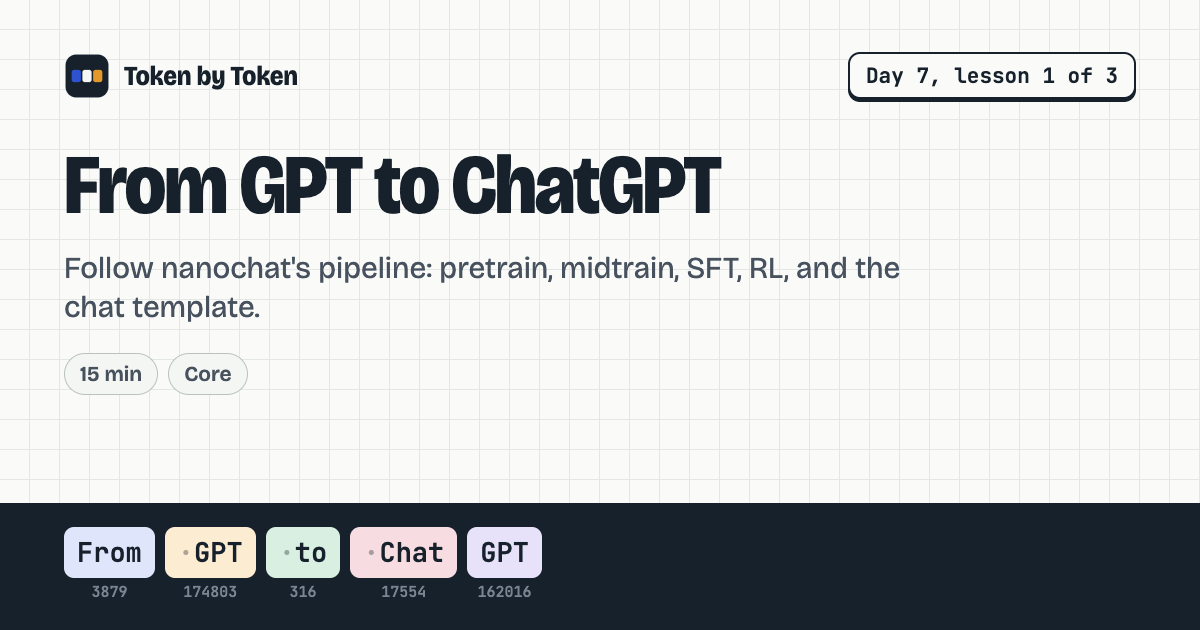 Token by Token
Day 7, lesson 1 of 3
From GPT to ChatGPT
Follow nanochat's pipeline: pretrain, midtrain, SFT, RL, and the
chat template.
15 min
Core
From ·GPT ·to ·Chat GPT
3879 174803 316 17554 162016